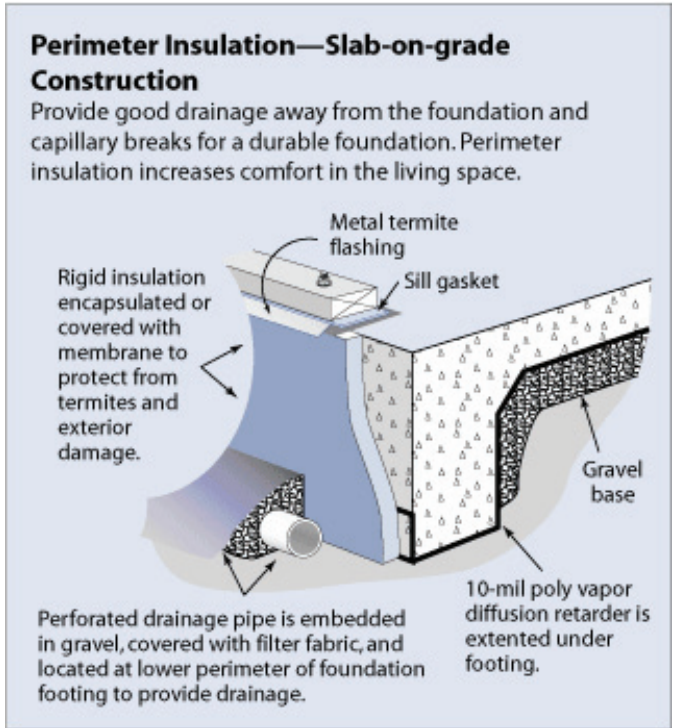 Perimeter Insulation—Slab-on-grade
Construction
Provide good drainage away from the foundation and
capillary breaks for a durable foundation. Perimeter
insulation increases comfort in the living space.
Metal termite
flashing
Sill gasket
Rigid insulation
encapsulated or
covered with
membrane to
protect from
termites and
exterior
damage.
Gravel
base
10-mil poly vapor
diffusion retarder is
extented under
footing.
Perforated drainage pipe is embedded
in gravel, covered with filter fabric, and
located at lower perimeter of foundation
footing to provide drainage.